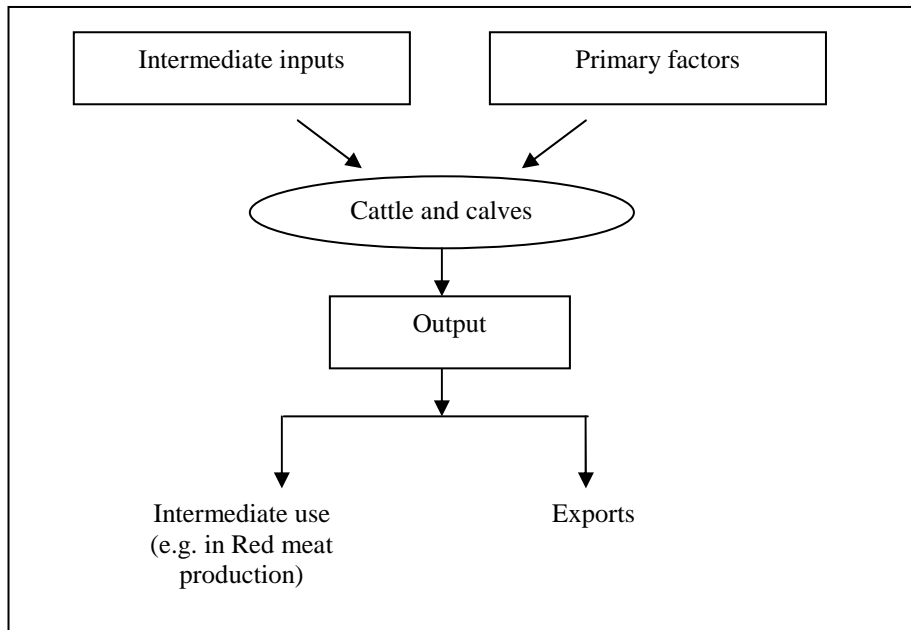 Intermediate inputs
Primary factors
Cattle and calves
Output
Intermediate use
(e.g. in Red meat
production)
Exports